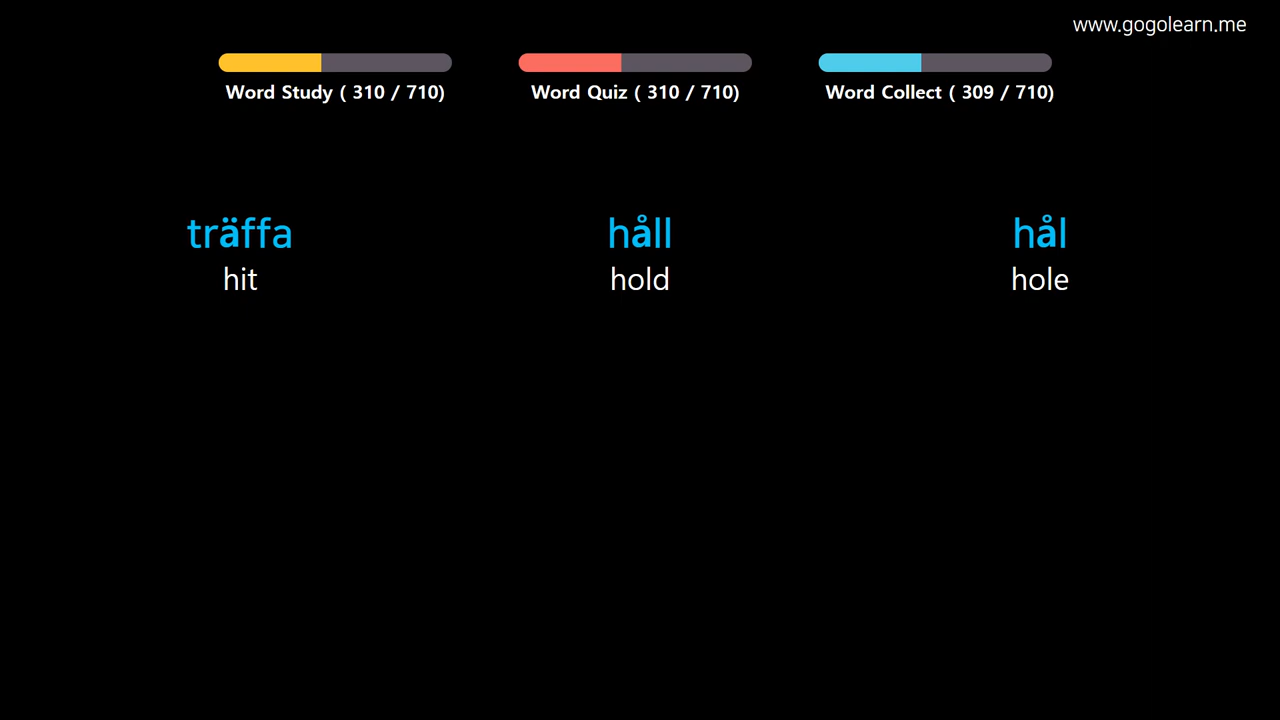 www.gogolearn.me
Word Study ( 310 / 710)
Word Quiz ( 310 / 710)
Word Collect ( 309 / 710)
träffa
håll
hål
hit
hold
hole